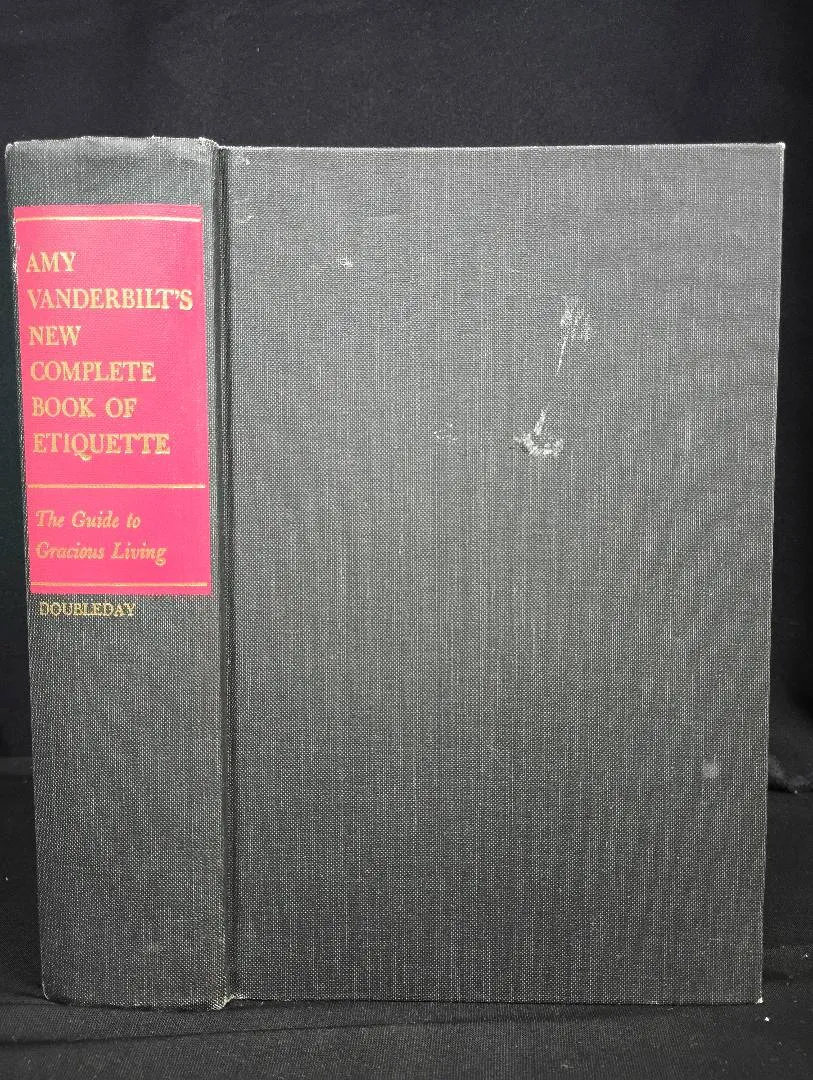 AMY
VANDERBILT'S
NEW
COMPLETE
BOOK OF
ETIQUETTE
The Guide to
Gracious Living
DOUBLEDAY